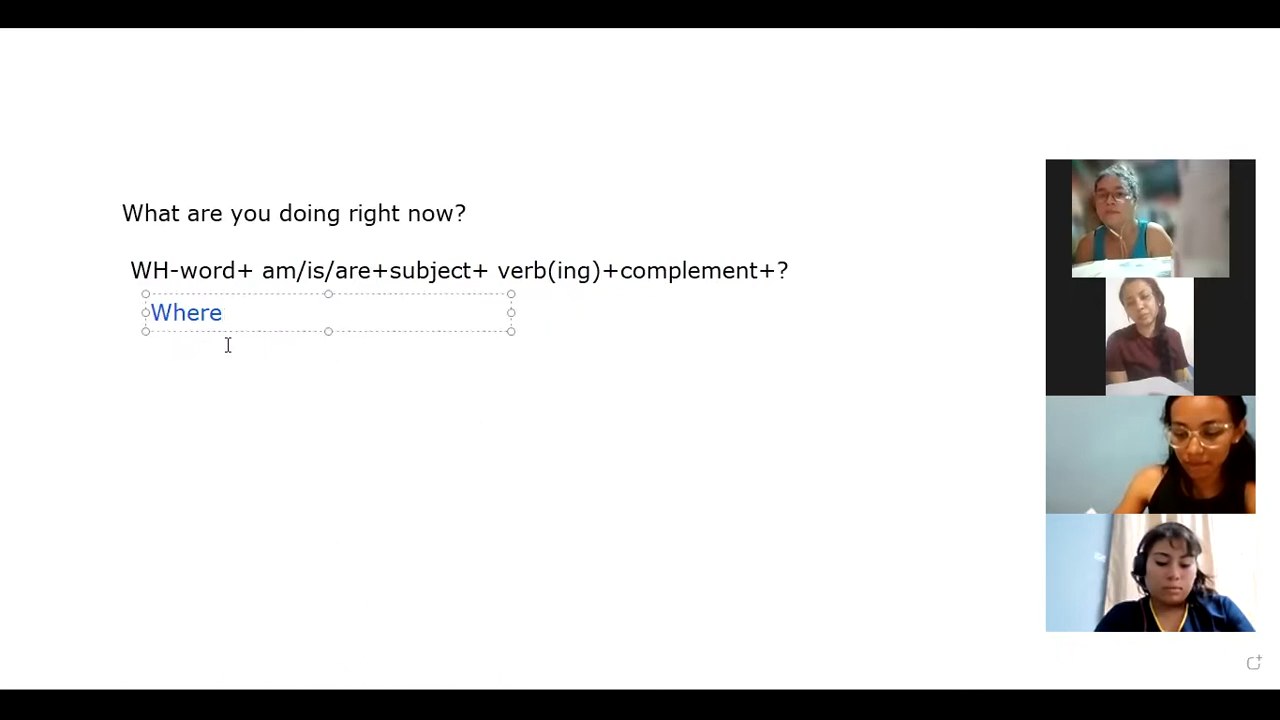 What are you doing right now?
WH-word+ am/is/are+subject+ verb(ing)+complement+?
Where